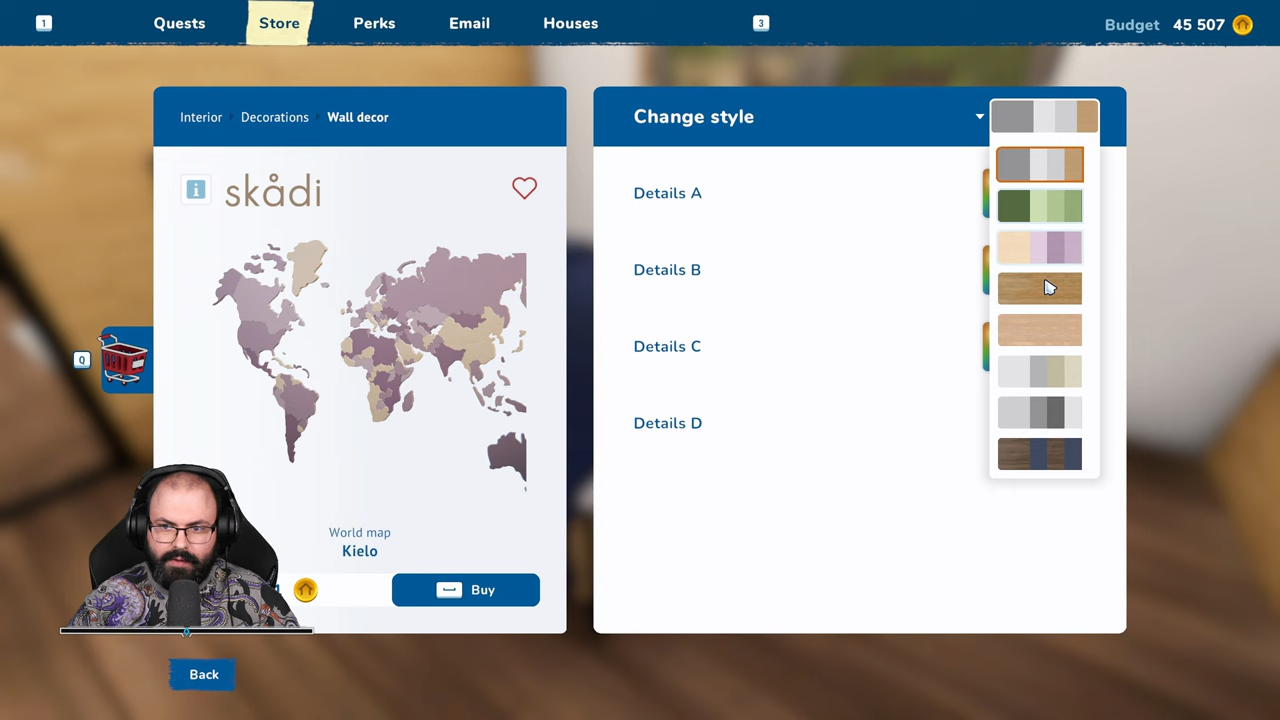 1
Quests
Store
Perks
Email
Houses
3
Budget 45 507
Interior Decorations Wall decor
i skådi
World map
Kielo
Buy
Q
Back
Change style
Details A
Details B
Details C
Details D